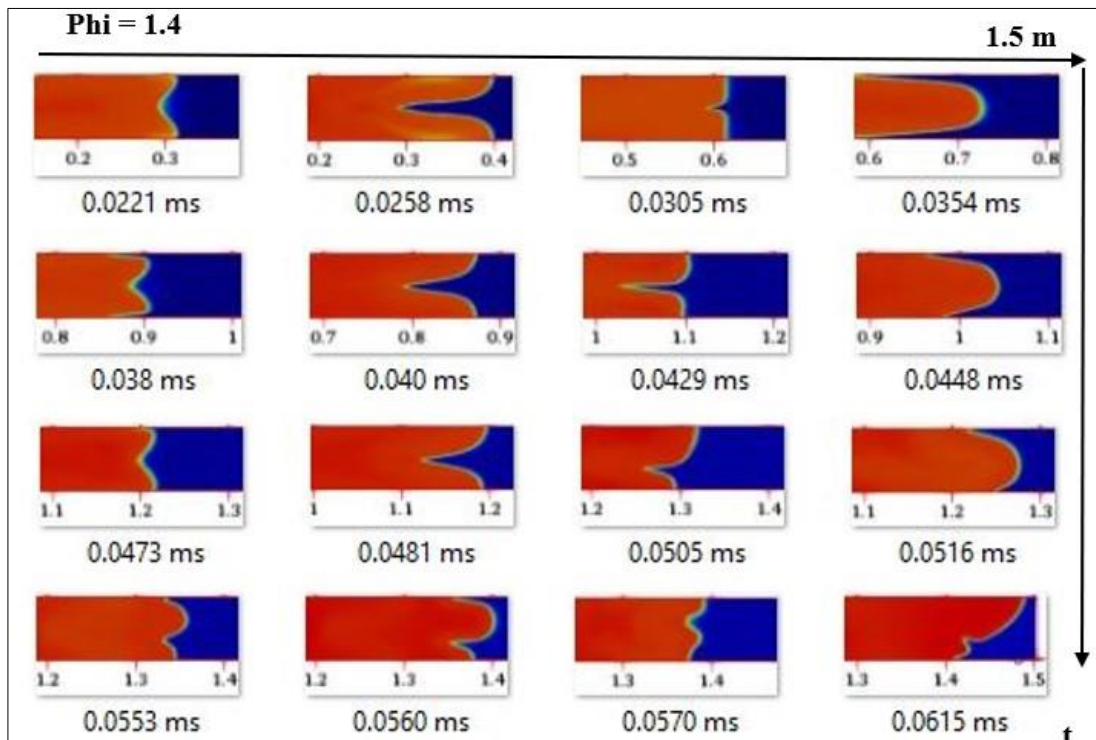 Phi = 1.4
1.5 m
0.2 0.3 0.2 0.3 0.4 0.5 0.6 0.6 0.7 0.8
0.0221 ms 0.0258 ms 0.0305 ms 0.0354 ms
0.8 0.9 1 0.7 0.8 0.9 1 1.1 1.2 0.9 1 1.1
0.038 ms 0.040 ms 0.0429 ms 0.0448 ms
1.1 1.2 1.3 1 1.1 1.2 1.2 1.3 1.4 1.1 1.2 1.3
0.0473 ms 0.0481 ms 0.0505 ms 0.0516 ms
1.2 1.3 1.4 1.2 1.3 1.4 1.3 1.4 1.3 1.4 1.5
0.0553 ms 0.0560 ms 0.0570 ms 0.0615 ms
t